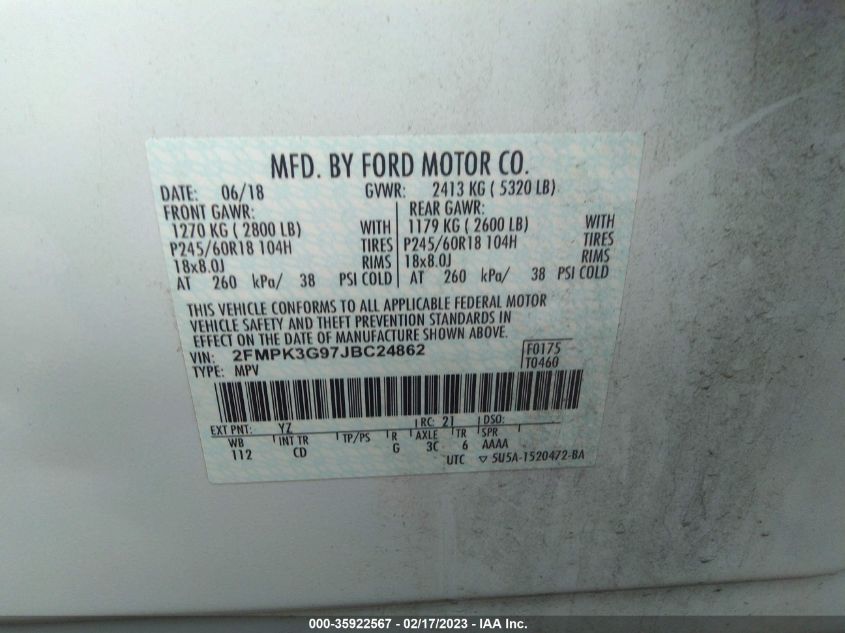 MFD. BY FORD MOTOR CO.
DATE: 06/18 GVWR: 2413 KG ( 5320 LB)
FRONT GAWR: REAR GAWR:
1270 KG ( 2800 LB) WITH 1179 KG ( 2600 LB) WITH
P245/60R18 104H TIRES P245/60R18 104H TIRES
18x8.0J RIMS 18x8.0J RIMS
AT 260 kPa/ 38 PSI COLD AT 260 kPa/ 38 PSI COLD
THIS VEHICLE CONFORMS TO ALL APPLICABLE FEDERAL MOTOR
VEHICLE SAFETY AND THEFT PREVENTION STANDARDS IN
EFFECT ON THE DATE OF MANUFACTURE SHOWN ABOVE.
VIN: 2FMPK3G97JBC24862 F0175
TYPE: MPV T0460
EXT PNT: YZ RC: 21 DSO:
WB INT TR TP/PS R AXLE TR SPR
112 CD G 3C 6 AAAA
UTC ▽ 5U5A-1520472-BA
000-35922567 - 02/17/2023 - IAA Inc.